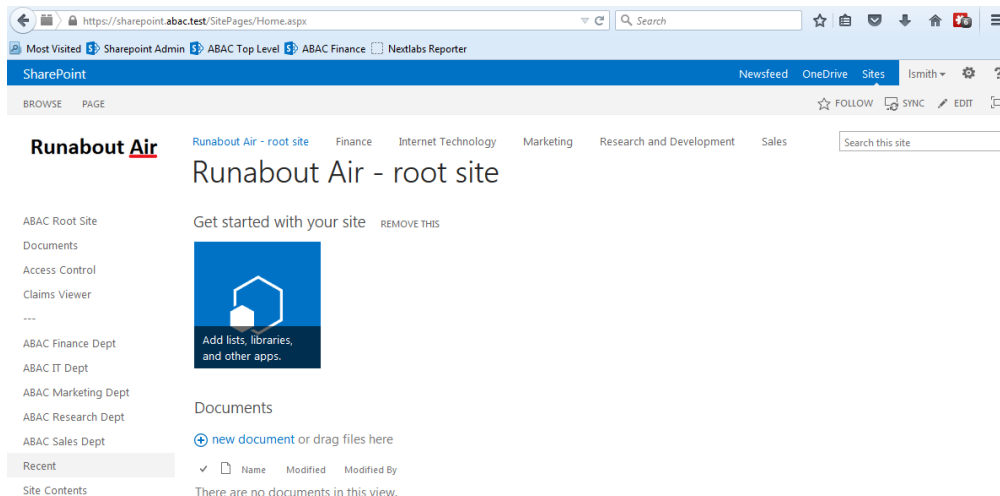 https://sharepoint.abac.test/SitePages/Home.aspx Search 6
Most Visited Sharepoint Admin ABAC Top Level ABAC Finance Nextlabs Reporter
SharePoint Newsfeed OneDrive Sites lsmith ?
BROWSE PAGE FOLLOW SYNC EDIT
Runabout Air Runabout Air - root site Finance Internet Technology Marketing Research and Development Sales Search this site
Runabout Air - root site
ABAC Root Site Get started with your site REMOVE THIS
Documents
Access Control
Claims Viewer
---
Add lists, libraries,
ABAC Finance Dept and other apps.
ABAC IT Dept
ABAC Marketing Dept
Documents
ABAC Research Dept
ABAC Sales Dept new document or drag files here
Recent Name Modified Modified By
Site Contents There are no documents in this view.